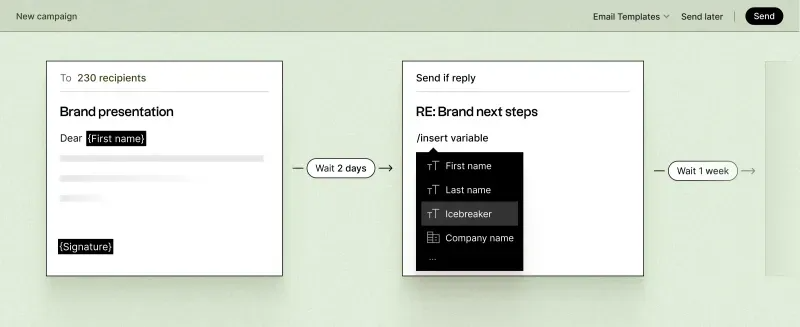 New campaign
Email Templates
Send later
Send
To 230 recipients
Brand presentation
Dear {First name}
{Signature}
Wait 2 days
Send if reply
RE: Brand next steps
/insert variable
First name
Last name
Icebreaker
Company name
...
Wait 1 week